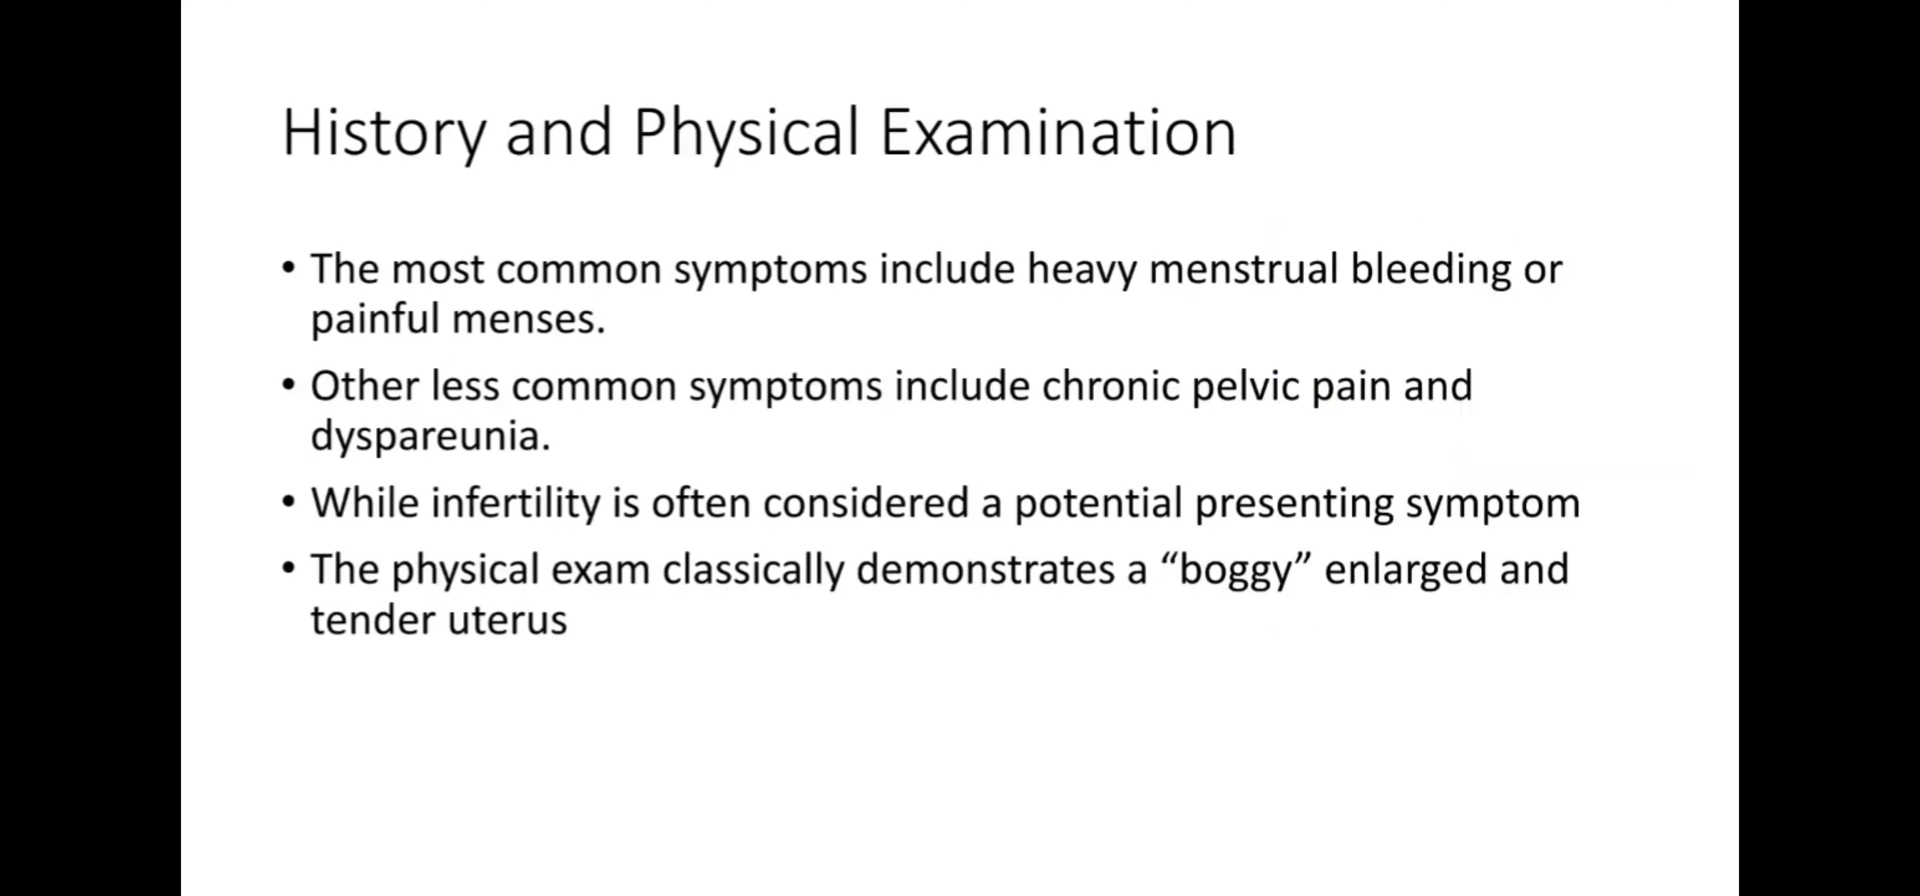 History and Physical Examination
• The most common symptoms include heavy menstrual bleeding or
painful menses.
• Other less common symptoms include chronic pelvic pain and
dyspareunia.
• While infertility is often considered a potential presenting symptom
• The physical exam classically demonstrates a “boggy” enlarged and
tender uterus